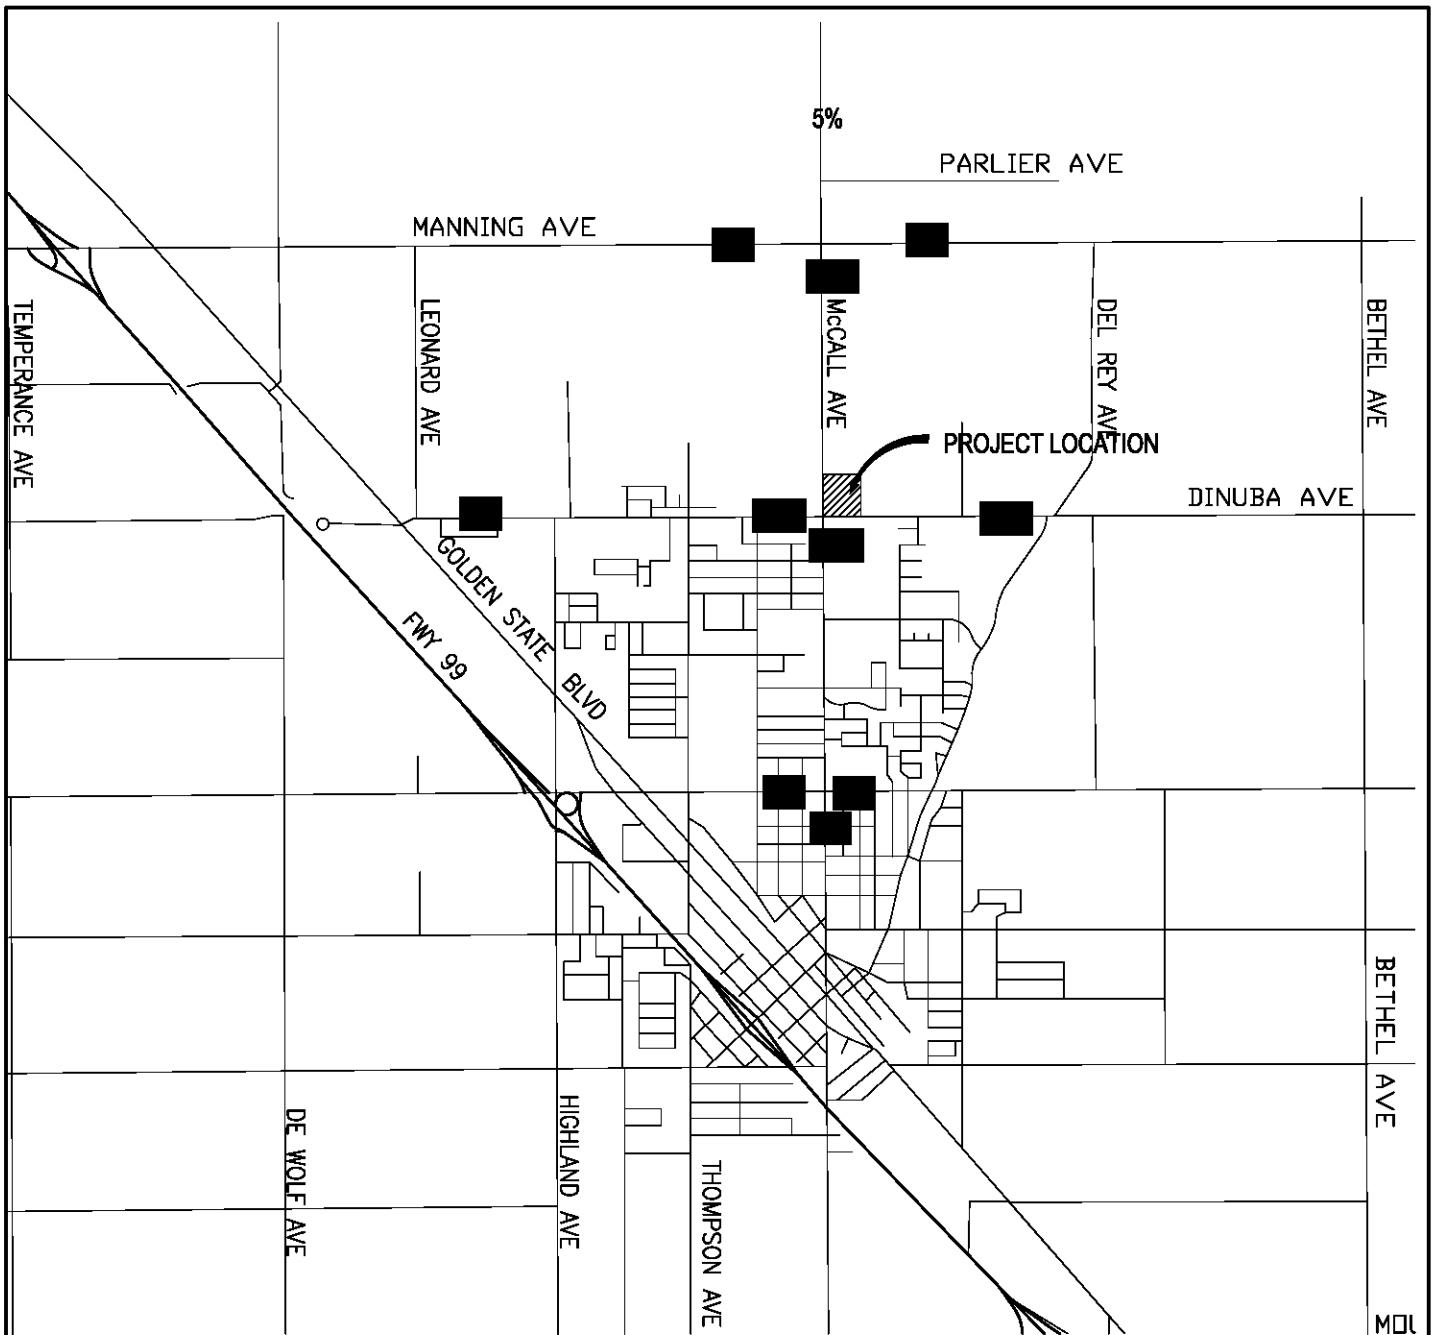 5%
PARLIER AVE
MANNING AVE
TEMPERANCE AVE
LEONARD AVE
McCALL AVE
DEL REY AVE
BETHEL AVE
PROJECT LOCATION
DINUBA AVE
GOLDEN STATE BLVD
FWY 99
BETHEL AVE
DE WOLF AVE
HIGHLAND AVE
THOMPSON AVE